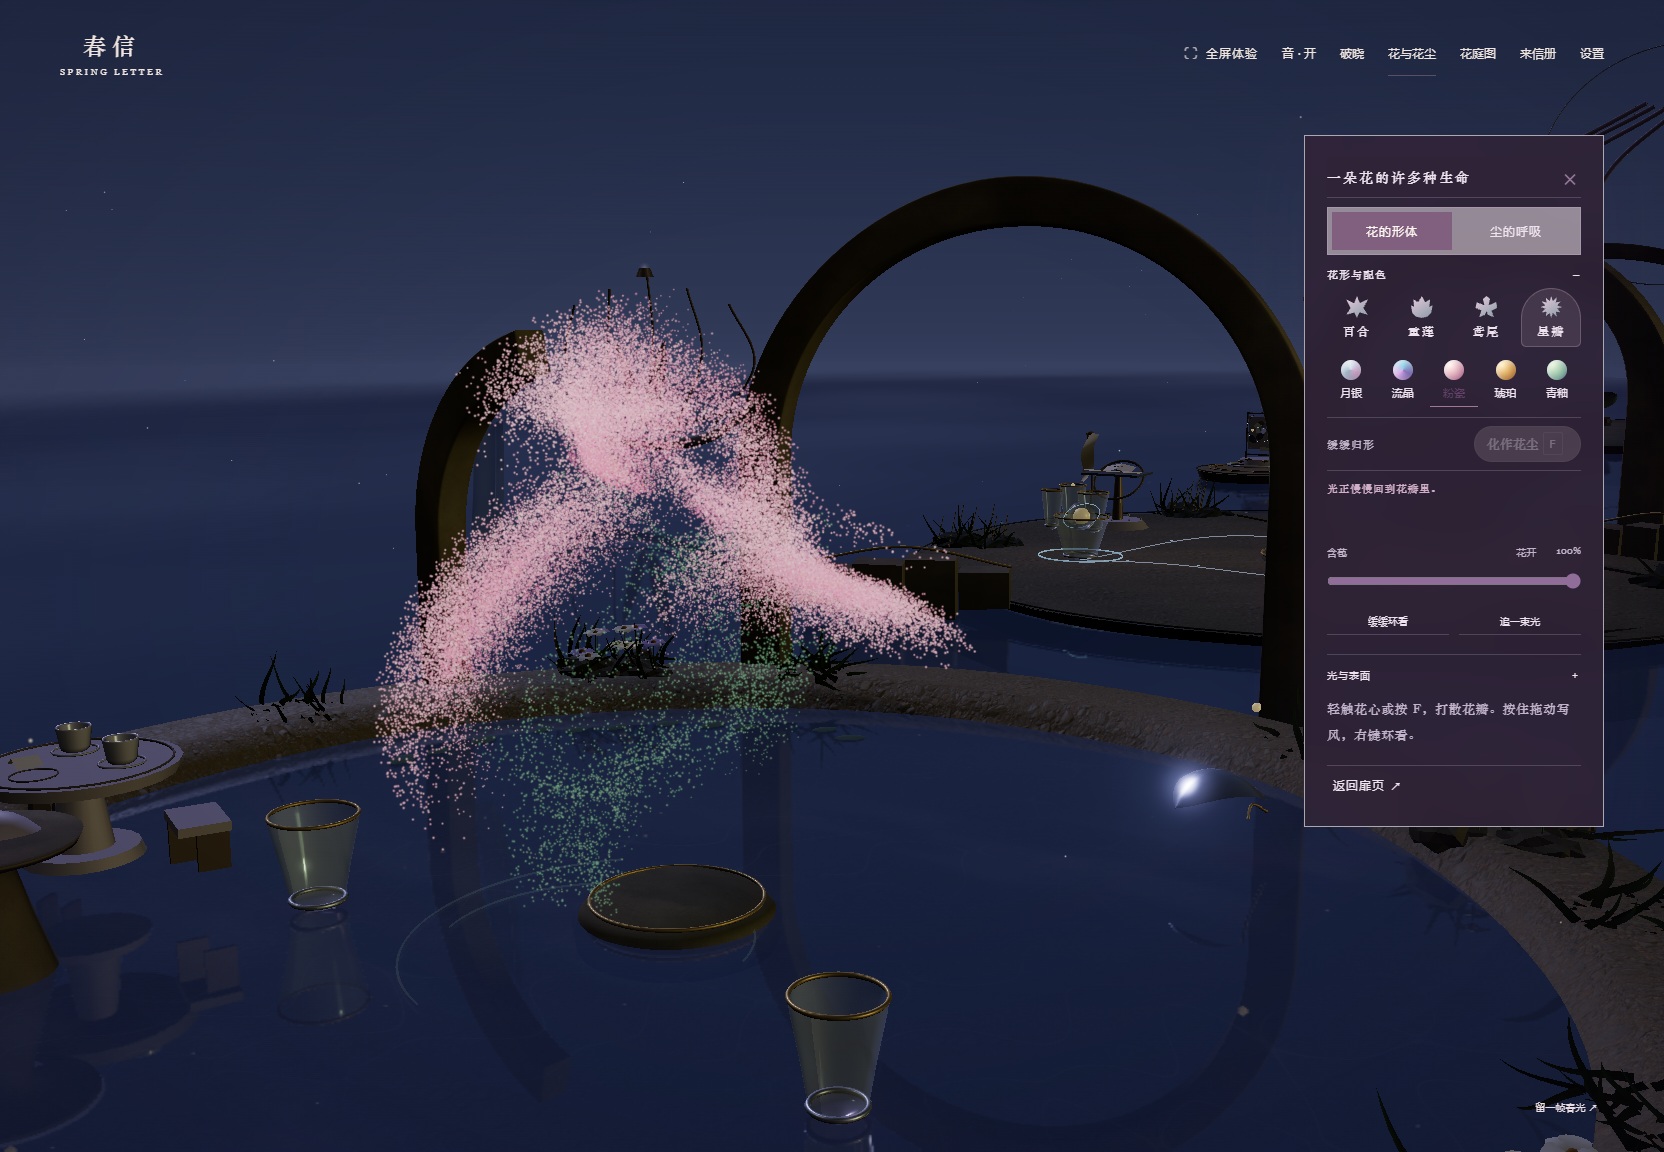 春信
SPRING LETTER
全屏体验 音·开 破晓 花与花尘 花庭图 来信册 设置
一朵花的许多种生命
花的形体 尘的呼吸
花形与配色
百合 重莲 鸢尾 星瓣
月银 流晶 粉瓷 琥珀 青釉
缓缓归形 化作花尘 F
光正慢慢回到花瓣里。
含苞 花开 100%
缓缓环看 追一束光
光与表面
轻触花心或按 F，打散花瓣。按住拖动写
风，右键环看。
返回扉页 ↗
留一帧春光 ↗